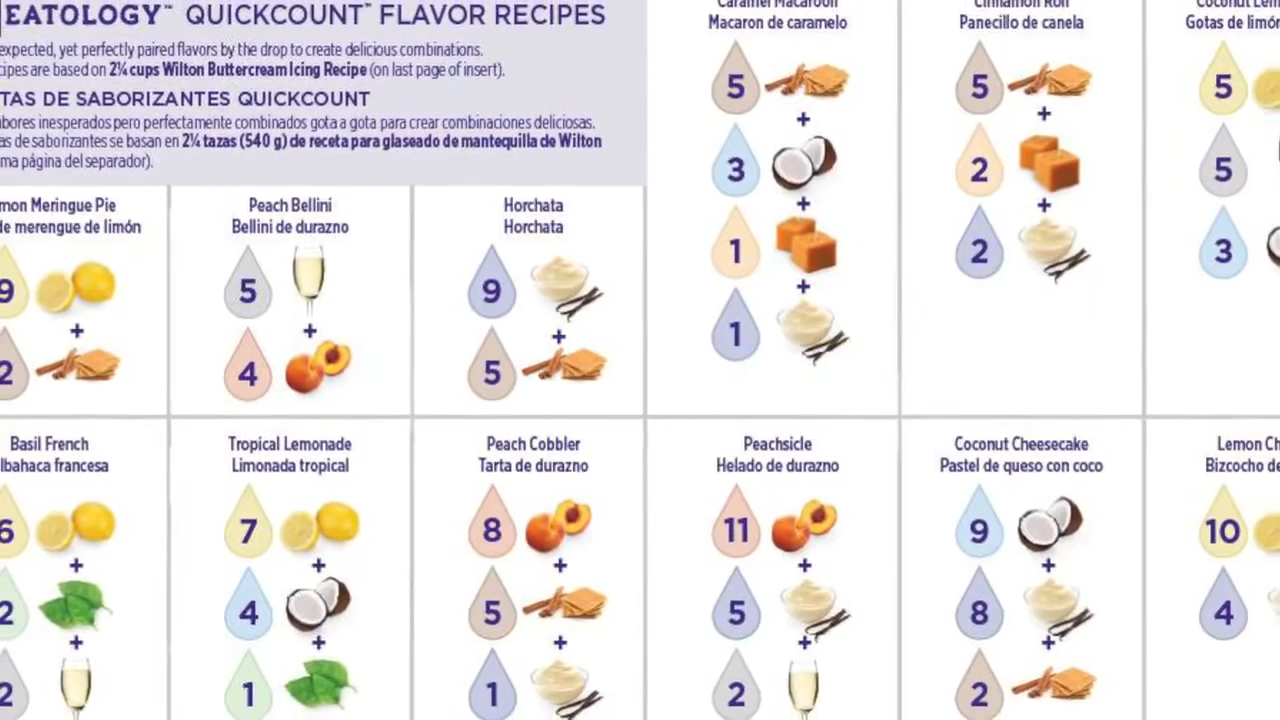 EATOLOGY™ QUICKCOUNT™ FLAVOR RECIPES
expected, yet perfectly paired flavors by the drop to create delicious combinations.
cipes are based on 2¼ cups Wilton Buttercream Icing Recipe (on last page of insert).
TAS DE SABORIZANTES QUICKCOUNT
abores inesperados pero perfectamente combinados gota a gota para crear combinaciones deliciosas.
as de saborizantes se basan en 2¼ tazas (540 g) de receta para glaseado de mantequilla de Wilton
ma página del separador).
Caramel Macaroon
Macaron de caramelo
5
+
3
+
1
+
1
Cinnamon Roll
Panecillo de canela
5
+
2
+
2
Coconut Lem
Gotas de limón
5
5
3
mon Meringue Pie
de merengue de limón
9
+
2
Peach Bellini
Bellini de durazno
5
+
4
Horchata
Horchata
9
+
5
Basil French
lbahaca francesa
6
+
2
+
2
Tropical Lemonade
Limonada tropical
7
+
4
+
1
Peach Cobbler
Tarta de durazno
8
+
5
+
1
Peachsicle
Helado de durazno
11
+
5
+
2
Coconut Cheesecake
Pastel de queso con coco
9
+
8
+
2
Lemon Ch
Bizcocho de
10
4